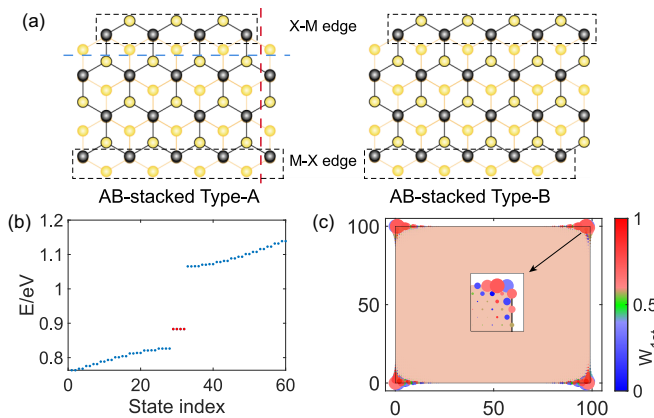 (a)
X-M edge
M-X edge
AB-stacked Type-A
AB-stacked Type-B
(b)
1.2
1.1
1
0.9
0.8
E/eV
0
20
40
60
State index
(c)
100
50
0
0
50
100
1
0.5
0